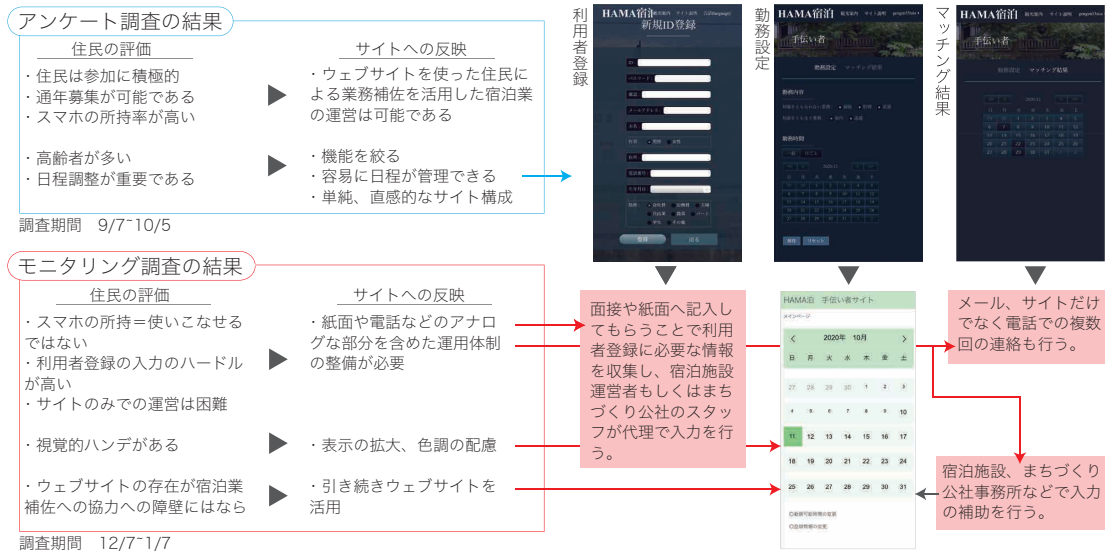 アンケート調査の結果
住民の評価
・住民は参加に積極的
・通年募集が可能である
・スマホの所持率が高い
・高齢者が多い
・日程調整が重要である
サイトへの反映
・ウェブサイトを使った住民に
よる業務補佐を活用した宿泊業
の運営は可能である
・機能を絞る
・容易に日程が管理できる
・単純、直感的なサイト構成
調査期間 9/7~10/5
モニタリング調査の結果
住民の評価
・スマホの所持＝使いこなせる
ではない
・利用者登録の入力のハードル
が高い
・サイトのみでの運営は困難
・視覚的ハンデがある
・ウェブサイトの存在が宿泊業
補佐への協力への障壁にはなら
サイトへの反映
・紙面や電話などのアナロ
グな部分を含めた運用体制
の整備が必要
・表示の拡大、色調の配慮
・引き続きウェブサイトを
活用
調査期間 12/7~1/7
利用者登録
HAMA宿泊
新規ID登録
登録
戻る
勤務設定
HAMA宿泊
手伝い者
勤務設定 マッチング結果
勤務内容
勤務時間
保存 リセット
マッチング結果
HAMA宿泊
手伝い者
勤務設定 マッチング結果
面接や紙面へ記入し
てもらうことで利用
者登録に必要な情報
を収集し、宿泊施設
運営者もしくはまち
づくり公社のスタッ
フが代理で入力を行
う。
HAMA泊 手伝い者サイト
メインページ
< 2020年 10月 >
日 月 火 水 木 金 土
27 28 29 30 1 2 3
4 5 6 7 8 9 10
11 12 13 14 15 16 17
18 19 20 21 22 23 24
25 26 27 28 29 30 31
◎勤務可能時間の変更
◎登録情報の変更
メール、サイトだけ
でなく電話での複数
回の連絡も行う。
宿泊施設、まちづくり
公社事務所などで入力
の補助を行う。